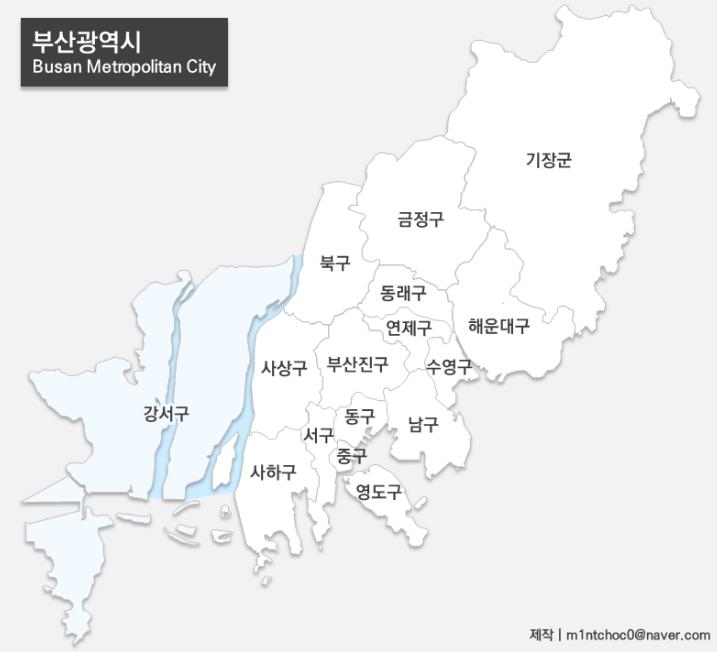 부산광역시
Busan Metropolitan City
기장군
금정구
북구
동래구
연제구
해운대구
사상구
부산진구
수영구
강서구
동구
남구
서구
중구
사하구
영도구
제작 | m1ntchoc0@naver.com